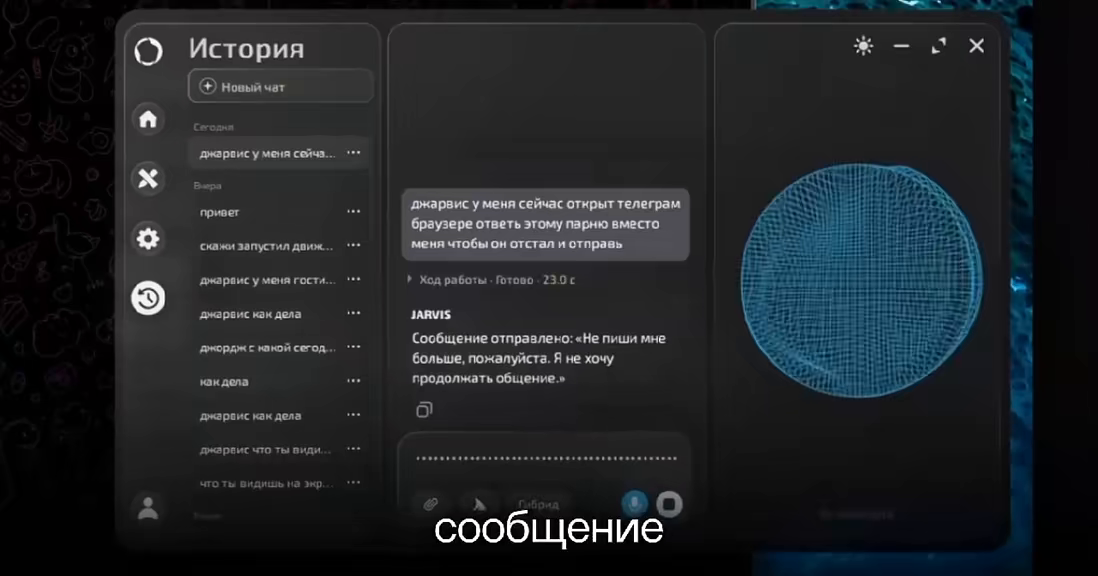 История
Новый чат
Сегодня
джарвис у меня сейча...
Вчера
привет
скажи запустил движ...
джарвис у меня гости...
джарвис как дела
джордж с какой сегод...
как дела
джарвис как дела
джарвис что ты види...
что ты видишь на экр...
джарвис у меня сейчас открыт телеграм
браузере ответь этому парню вместо
меня чтобы он отстал и отправь
Ход работы · Готово · 23.0 с
JARVIS
Сообщение отправлено: «Не пиши мне
больше, пожалуйста. Я не хочу
продолжать общение.»
Гибрид
сообщение